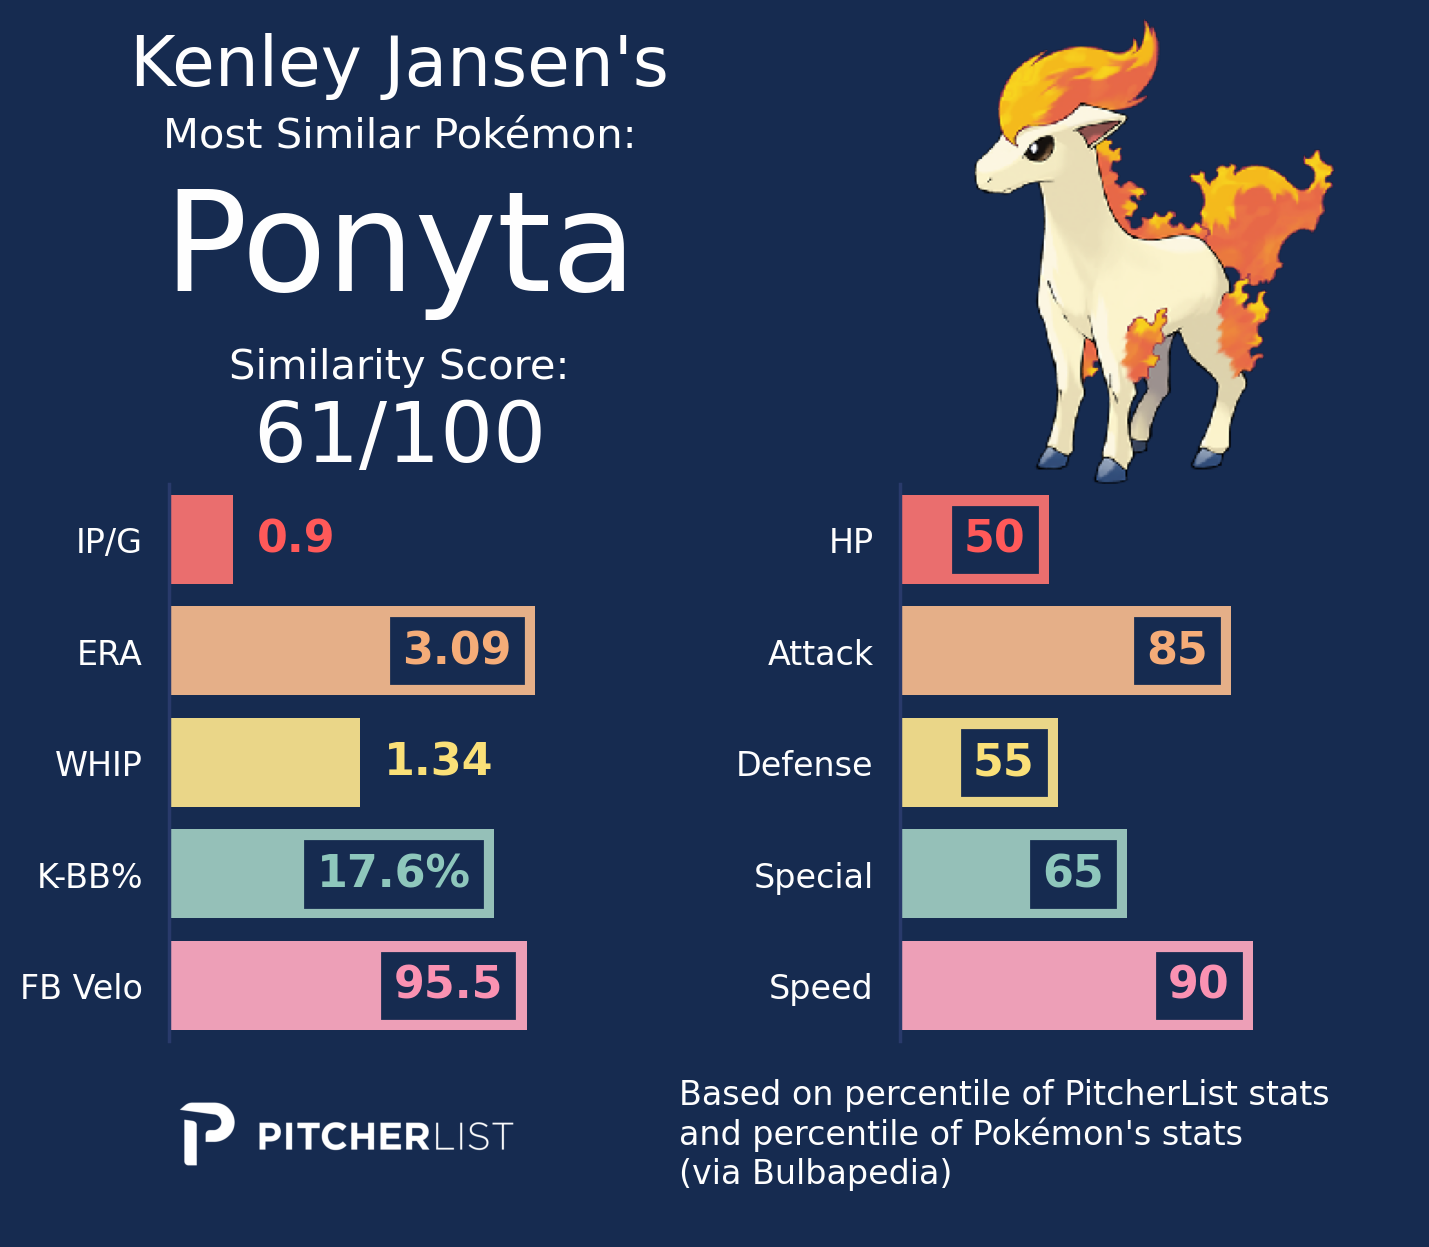 Kenley Jansen's
Most Similar Pokémon:
Ponyta
Similarity Score:
61/100
IP/G 0.9
ERA 3.09
WHIP 1.34
K-BB% 17.6%
FB Velo 95.5
HP 50
Attack 85
Defense 55
Special 65
Speed 90
PITCHERLIST
Based on percentile of PitcherList stats
and percentile of Pokémon's stats
(via Bulbapedia)